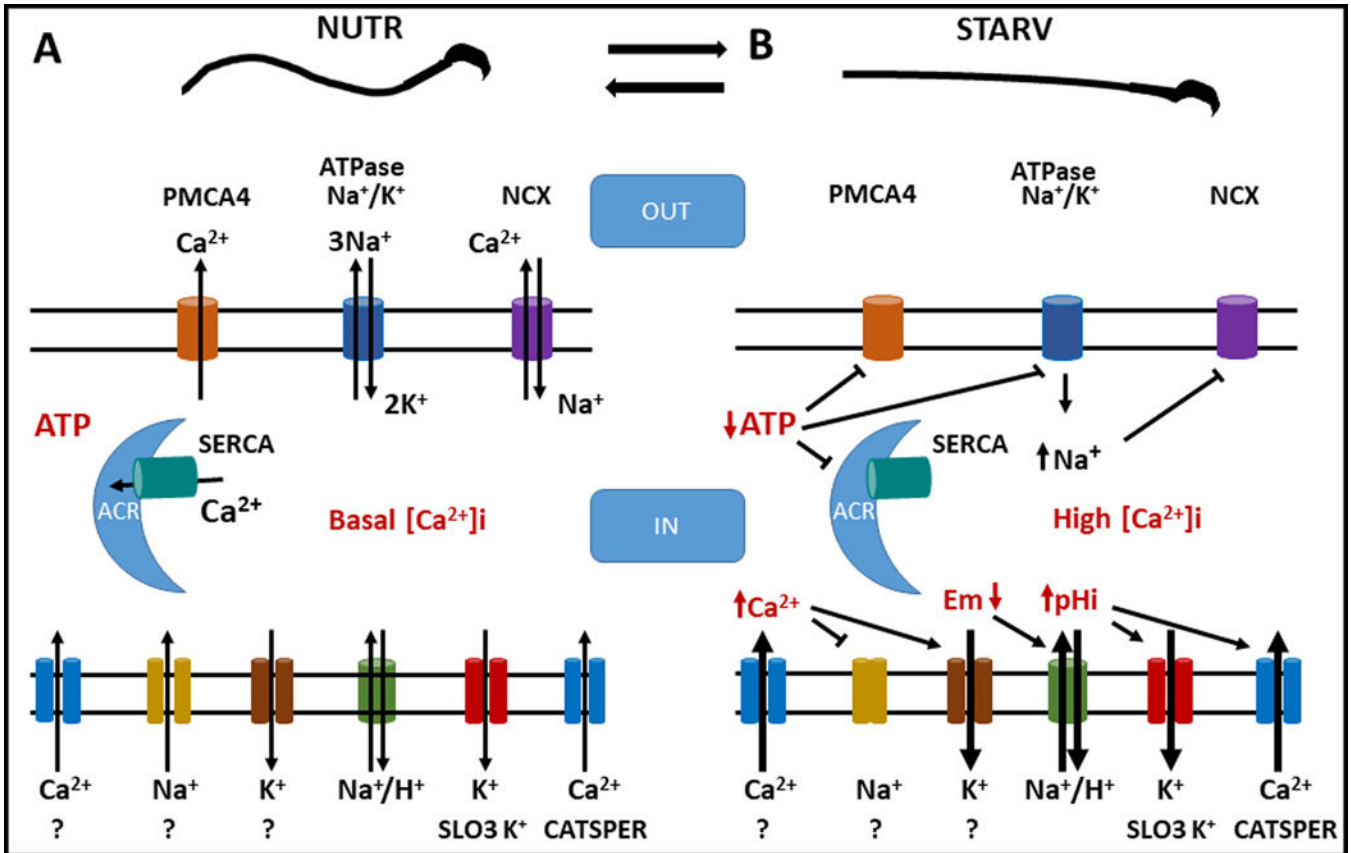 A
NUTR
B
STARV
PMCA4
ATPase
Na⁺/K⁺
NCX
OUT
PMCA4
ATPase
Na⁺/K⁺
NCX
Ca²⁺
3Na⁺
Ca²⁺
2K⁺
Na⁺
ATP
SERCA
ACR
Ca²⁺
Basal [Ca²⁺]i
IN
↓ATP
SERCA
ACR
↑Na⁺
High [Ca²⁺]i
↑Ca²⁺
Em↓
↑pHi
Ca²⁺
Na⁺
K⁺
Na⁺/H⁺
K⁺
Ca²⁺
?
?
?
SLO3 K⁺
CATSPER
Ca²⁺
Na⁺
K⁺
Na⁺/H⁺
K⁺
Ca²⁺
?
?
?
SLO3 K⁺
CATSPER